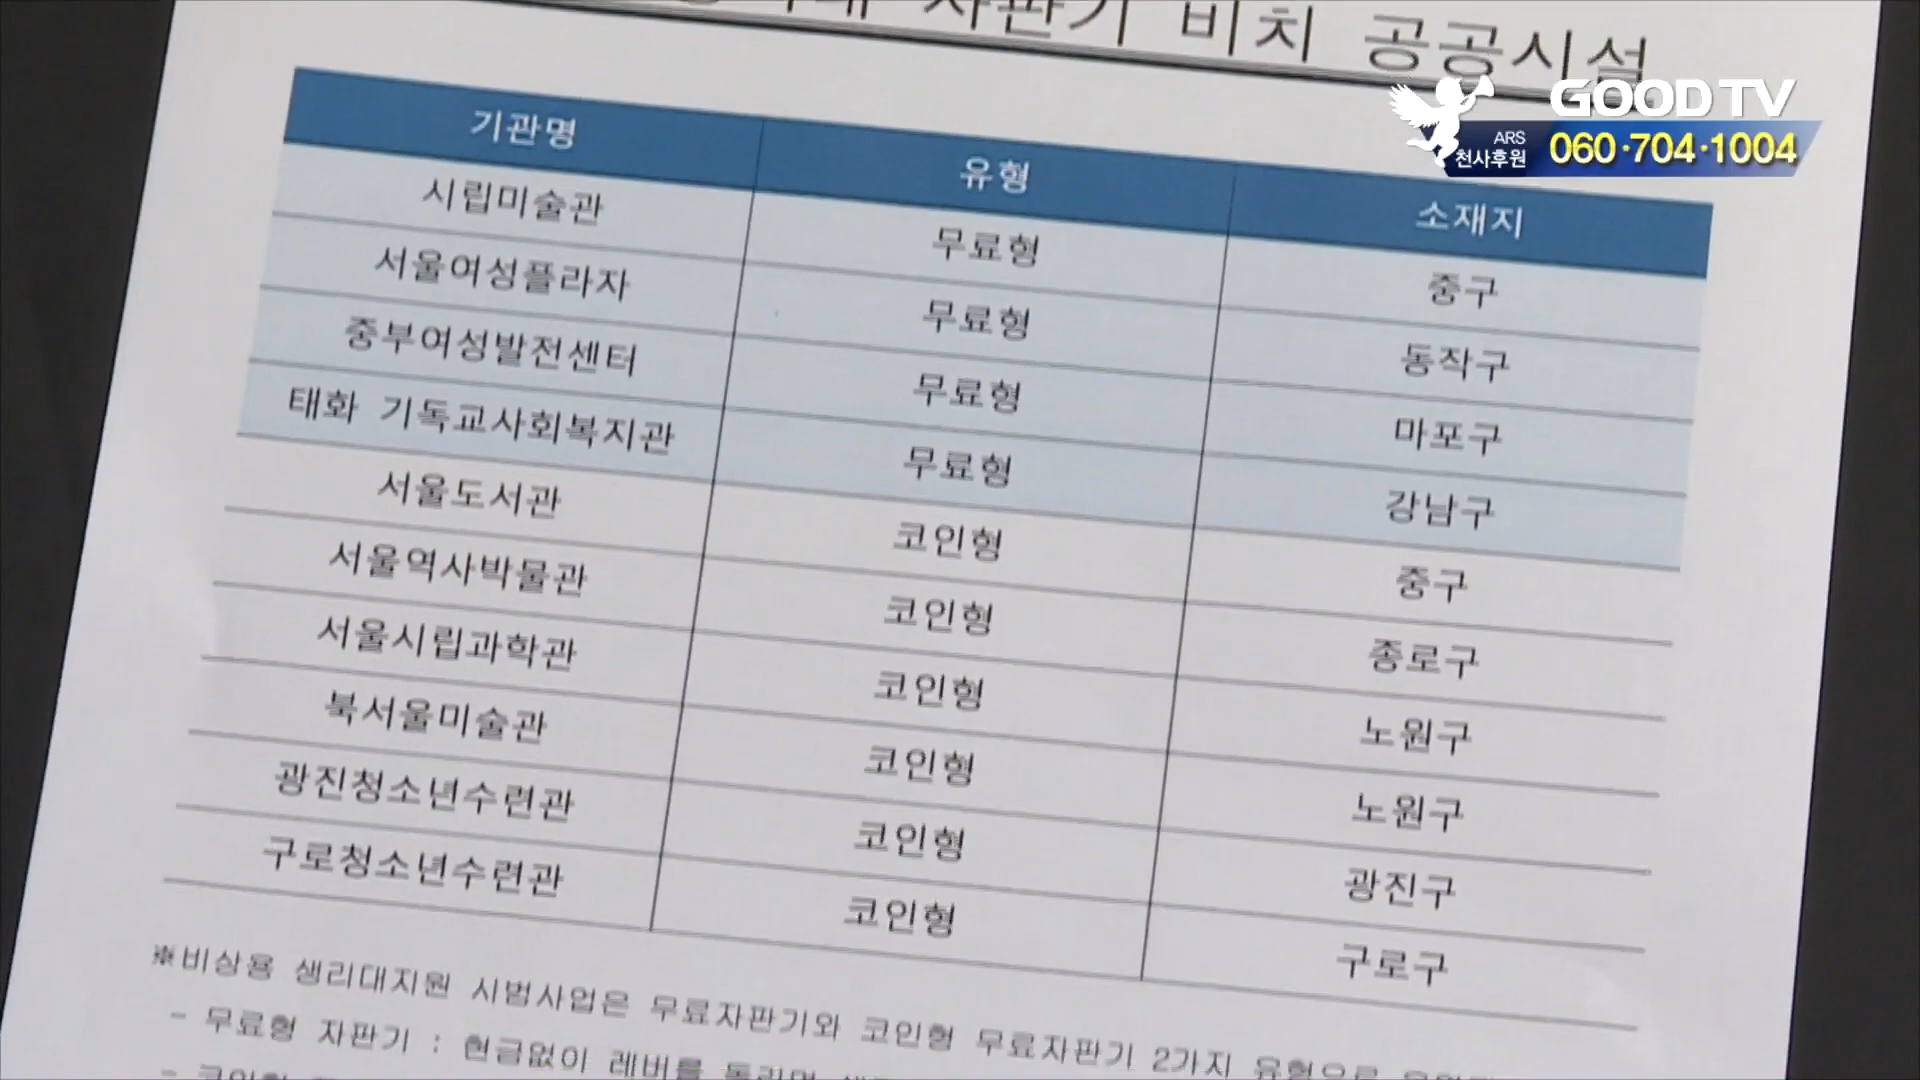 자판기 비치 공공시설
GOODTV
ARS
천사후원 060·704·1004
기관명 유형 소재지
시립미술관 무료형 중구
서울여성플라자 무료형 동작구
중부여성발전센터 무료형 마포구
태화 기독교사회복지관 무료형 강남구
서울도서관 코인형 중구
서울역사박물관 코인형 종로구
서울시립과학관 코인형 노원구
북서울미술관 코인형 노원구
광진청소년수련관 코인형 광진구
구로청소년수련관 코인형 구로구
※비상용 생리대지원 시범사업은 무료자판기와 코인형 무료자판기 2가지 유형으로
- 무료형 자판기 : 현금없이 레버를 돌리면
- 코인형